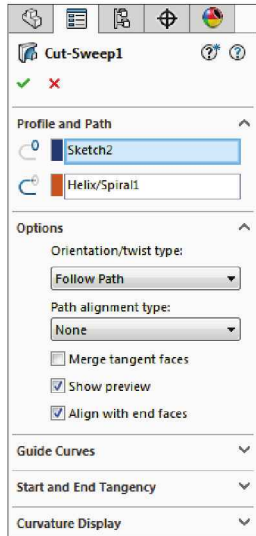 Cut-Sweep1
Profile and Path
Sketch2
Helix/Spiral1
Options
Orientation/twist type:
Follow Path
Path alignment type:
None
Merge tangent faces
Show preview
Align with end faces
Guide Curves
Start and End Tangency
Curvature Display